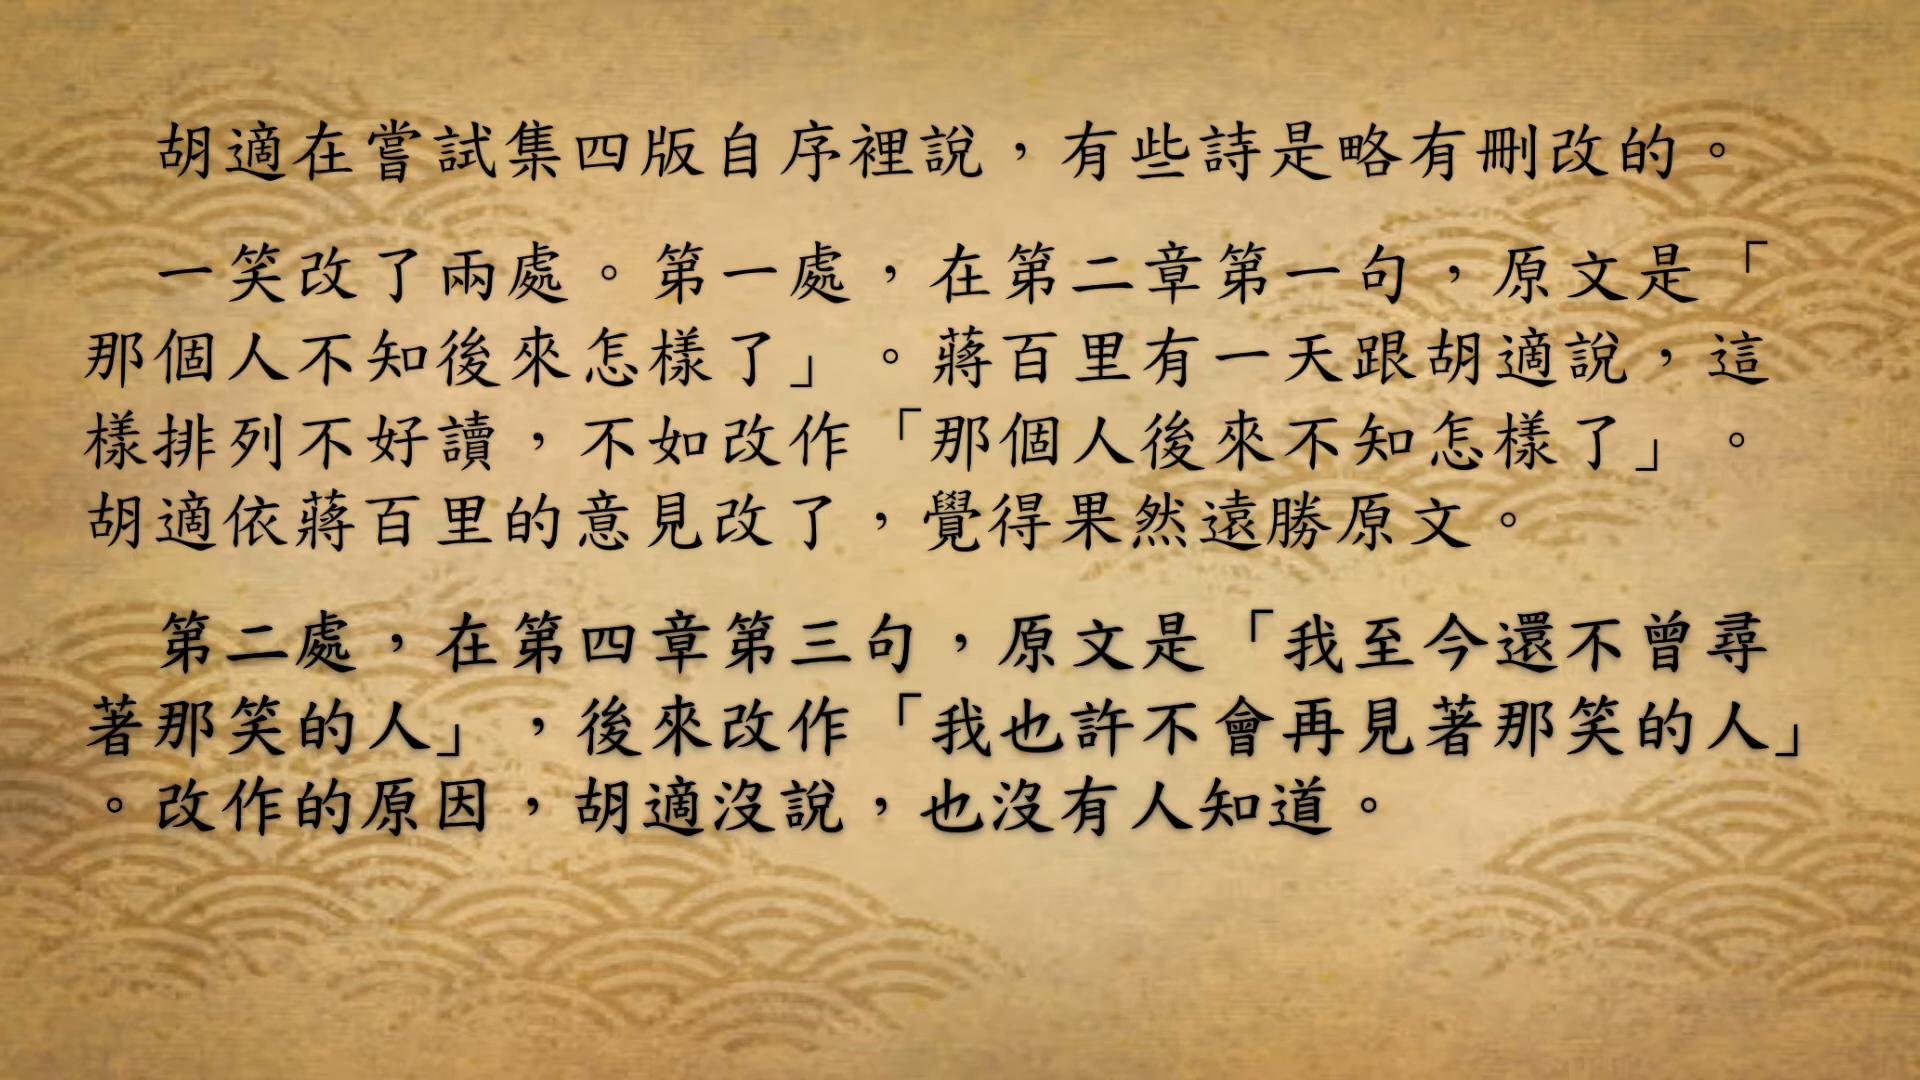 胡適在嘗試集四版自序裡說，有些詩是略有刪改的。
一笑改了兩處。第一處，在第二章第一句，原文是「
那個人不知後來怎樣了」。蔣百里有一天跟胡適說，這
樣排列不好讀，不如改作「那個人後來不知怎樣了」。
胡適依蔣百里的意見改了，覺得果然遠勝原文。
第二處，在第四章第三句，原文是「我至今還不曾尋
著那笑的人」，後來改作「我也許不會再見著那笑的人」
。改作的原因，胡適沒說，也沒有人知道。